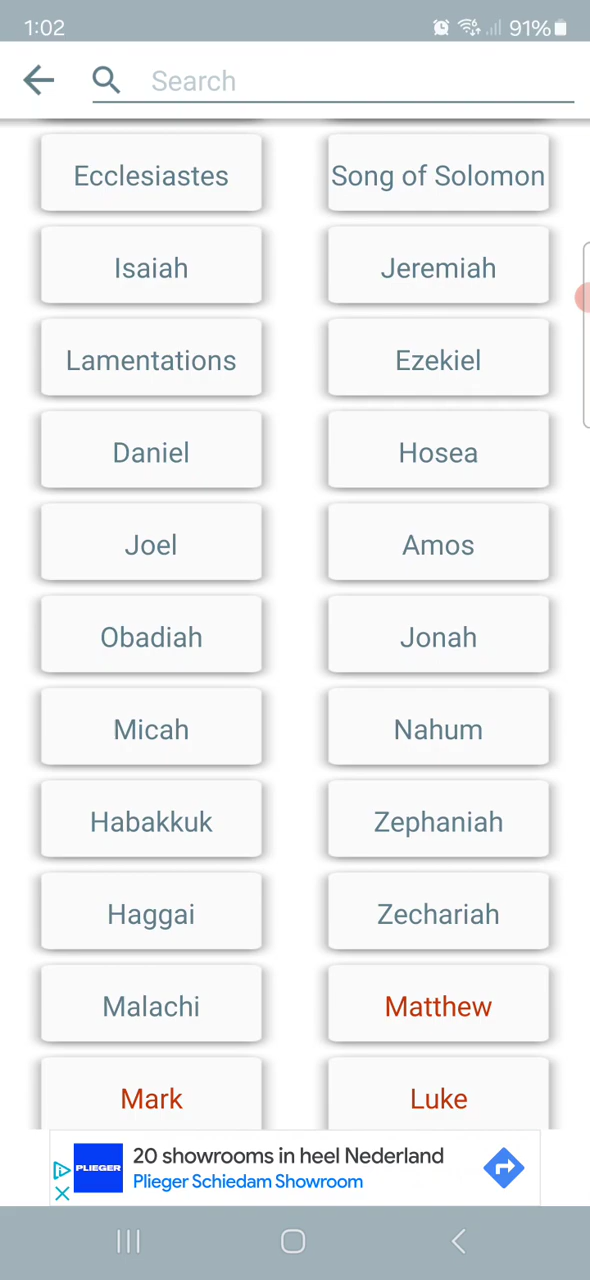 1:02 91%
Search
Ecclesiastes Song of Solomon
Isaiah Jeremiah
Lamentations Ezekiel
Daniel Hosea
Joel Amos
Obadiah Jonah
Micah Nahum
Habakkuk Zephaniah
Haggai Zechariah
Malachi Matthew
Mark Luke
PLIEGER 20 showrooms in heel Nederland
Plieger Schiedam Showroom